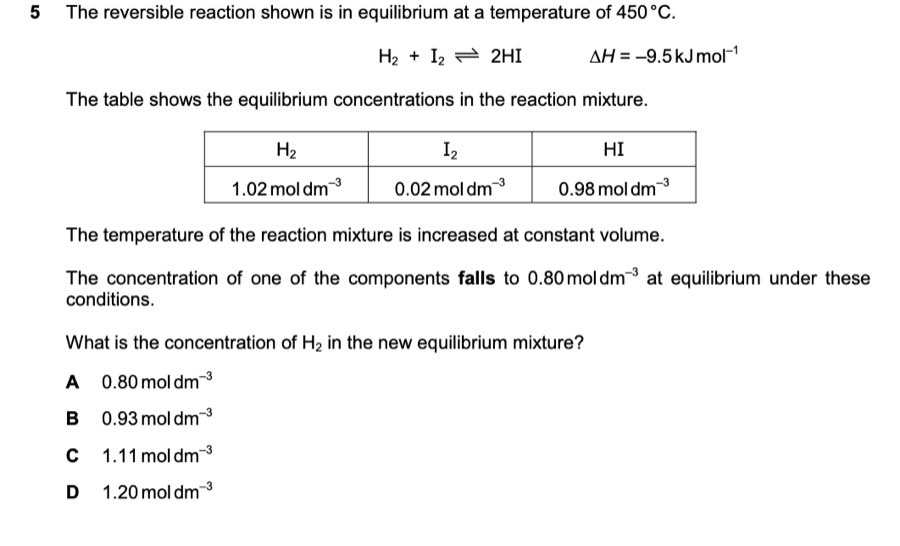 5 The reversible reaction shown is in equilibrium at a temperature of 450 °C.
H₂ + I₂ ⇌ 2HI ΔH = –9.5 kJ mol⁻¹
The table shows the equilibrium concentrations in the reaction mixture.
H₂ I₂ HI
1.02 mol dm⁻³ 0.02 mol dm⁻³ 0.98 mol dm⁻³
The temperature of the reaction mixture is increased at constant volume.
The concentration of one of the components falls to 0.80 mol dm⁻³ at equilibrium under these
conditions.
What is the concentration of H₂ in the new equilibrium mixture?
A 0.80 mol dm⁻³
B 0.93 mol dm⁻³
C 1.11 mol dm⁻³
D 1.20 mol dm⁻³